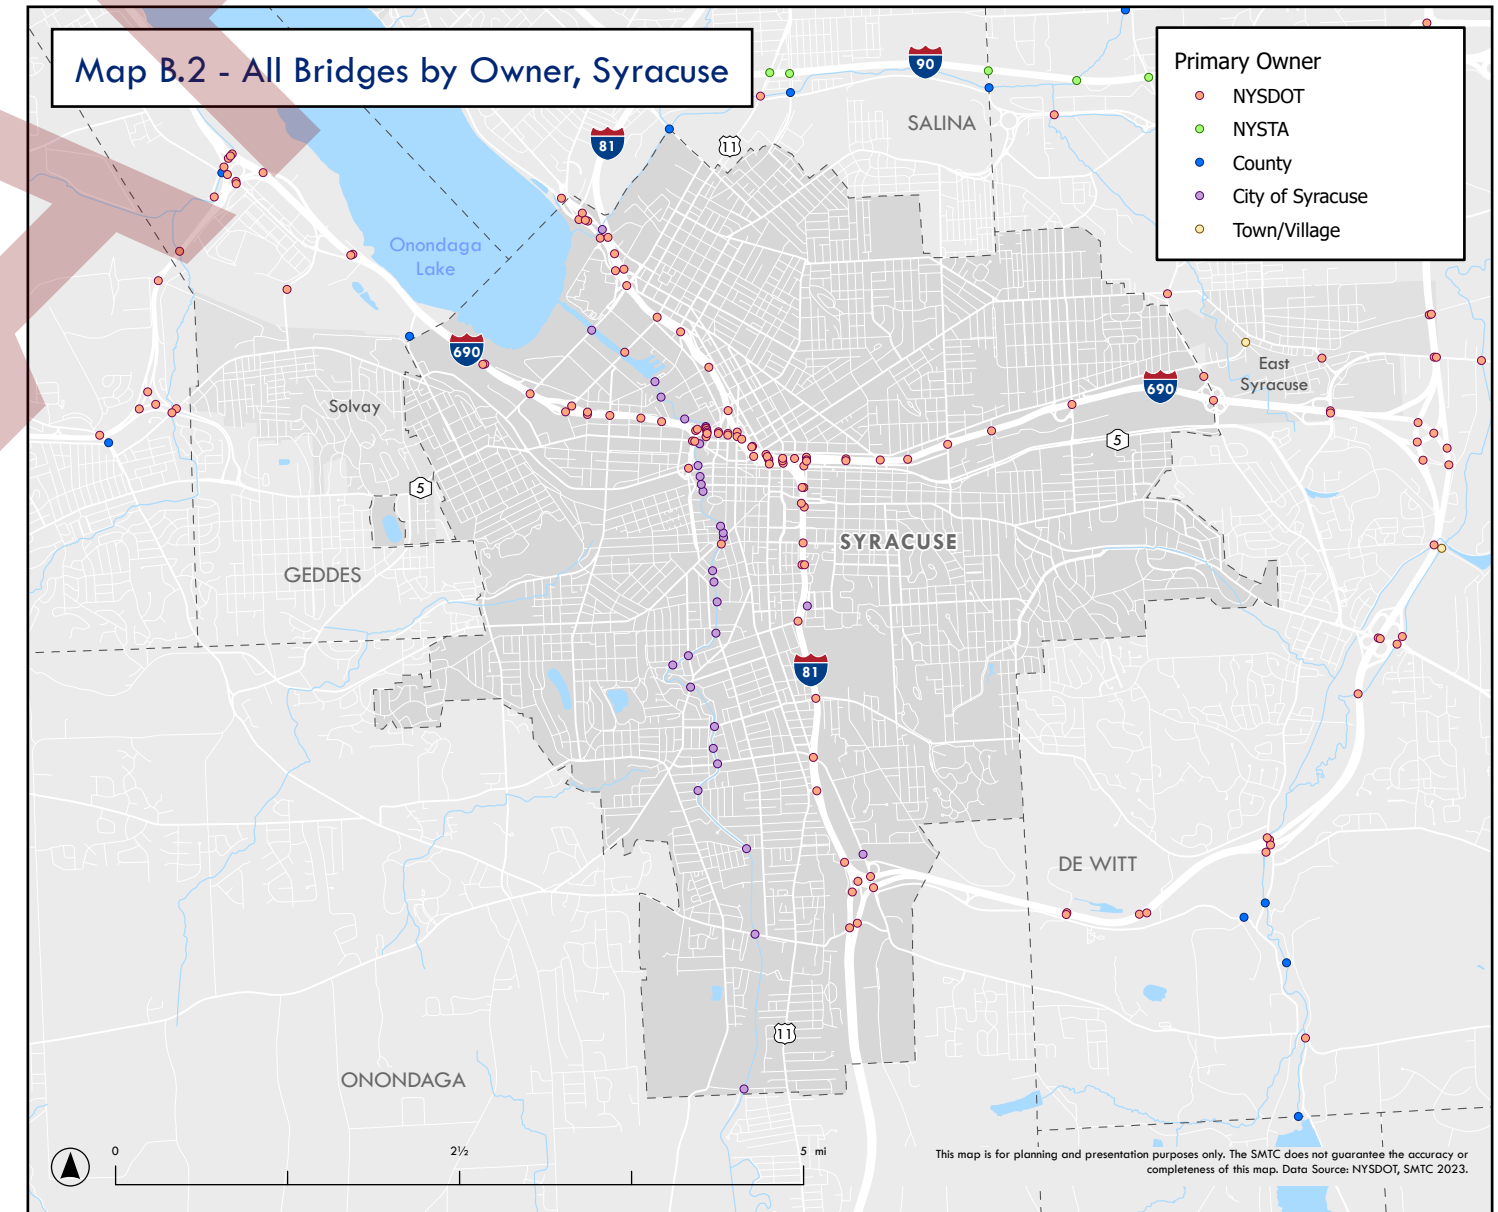 Map B.2 - All Bridges by Owner, Syracuse
Primary Owner
NYSDOT
NYSTA
County
City of Syracuse
Town/Village
90
SALINA
81
11
Onondaga
Lake
690
Solvay
East
Syracuse
690
5
5
SYRACUSE
GEDDES
81
DE WITT
11
ONONDAGA
0
2½
5 mi
This map is for planning and presentation purposes only. The SMTC does not guarantee the accuracy or
completeness of this map. Data Source: NYSDOT, SMTC 2023.